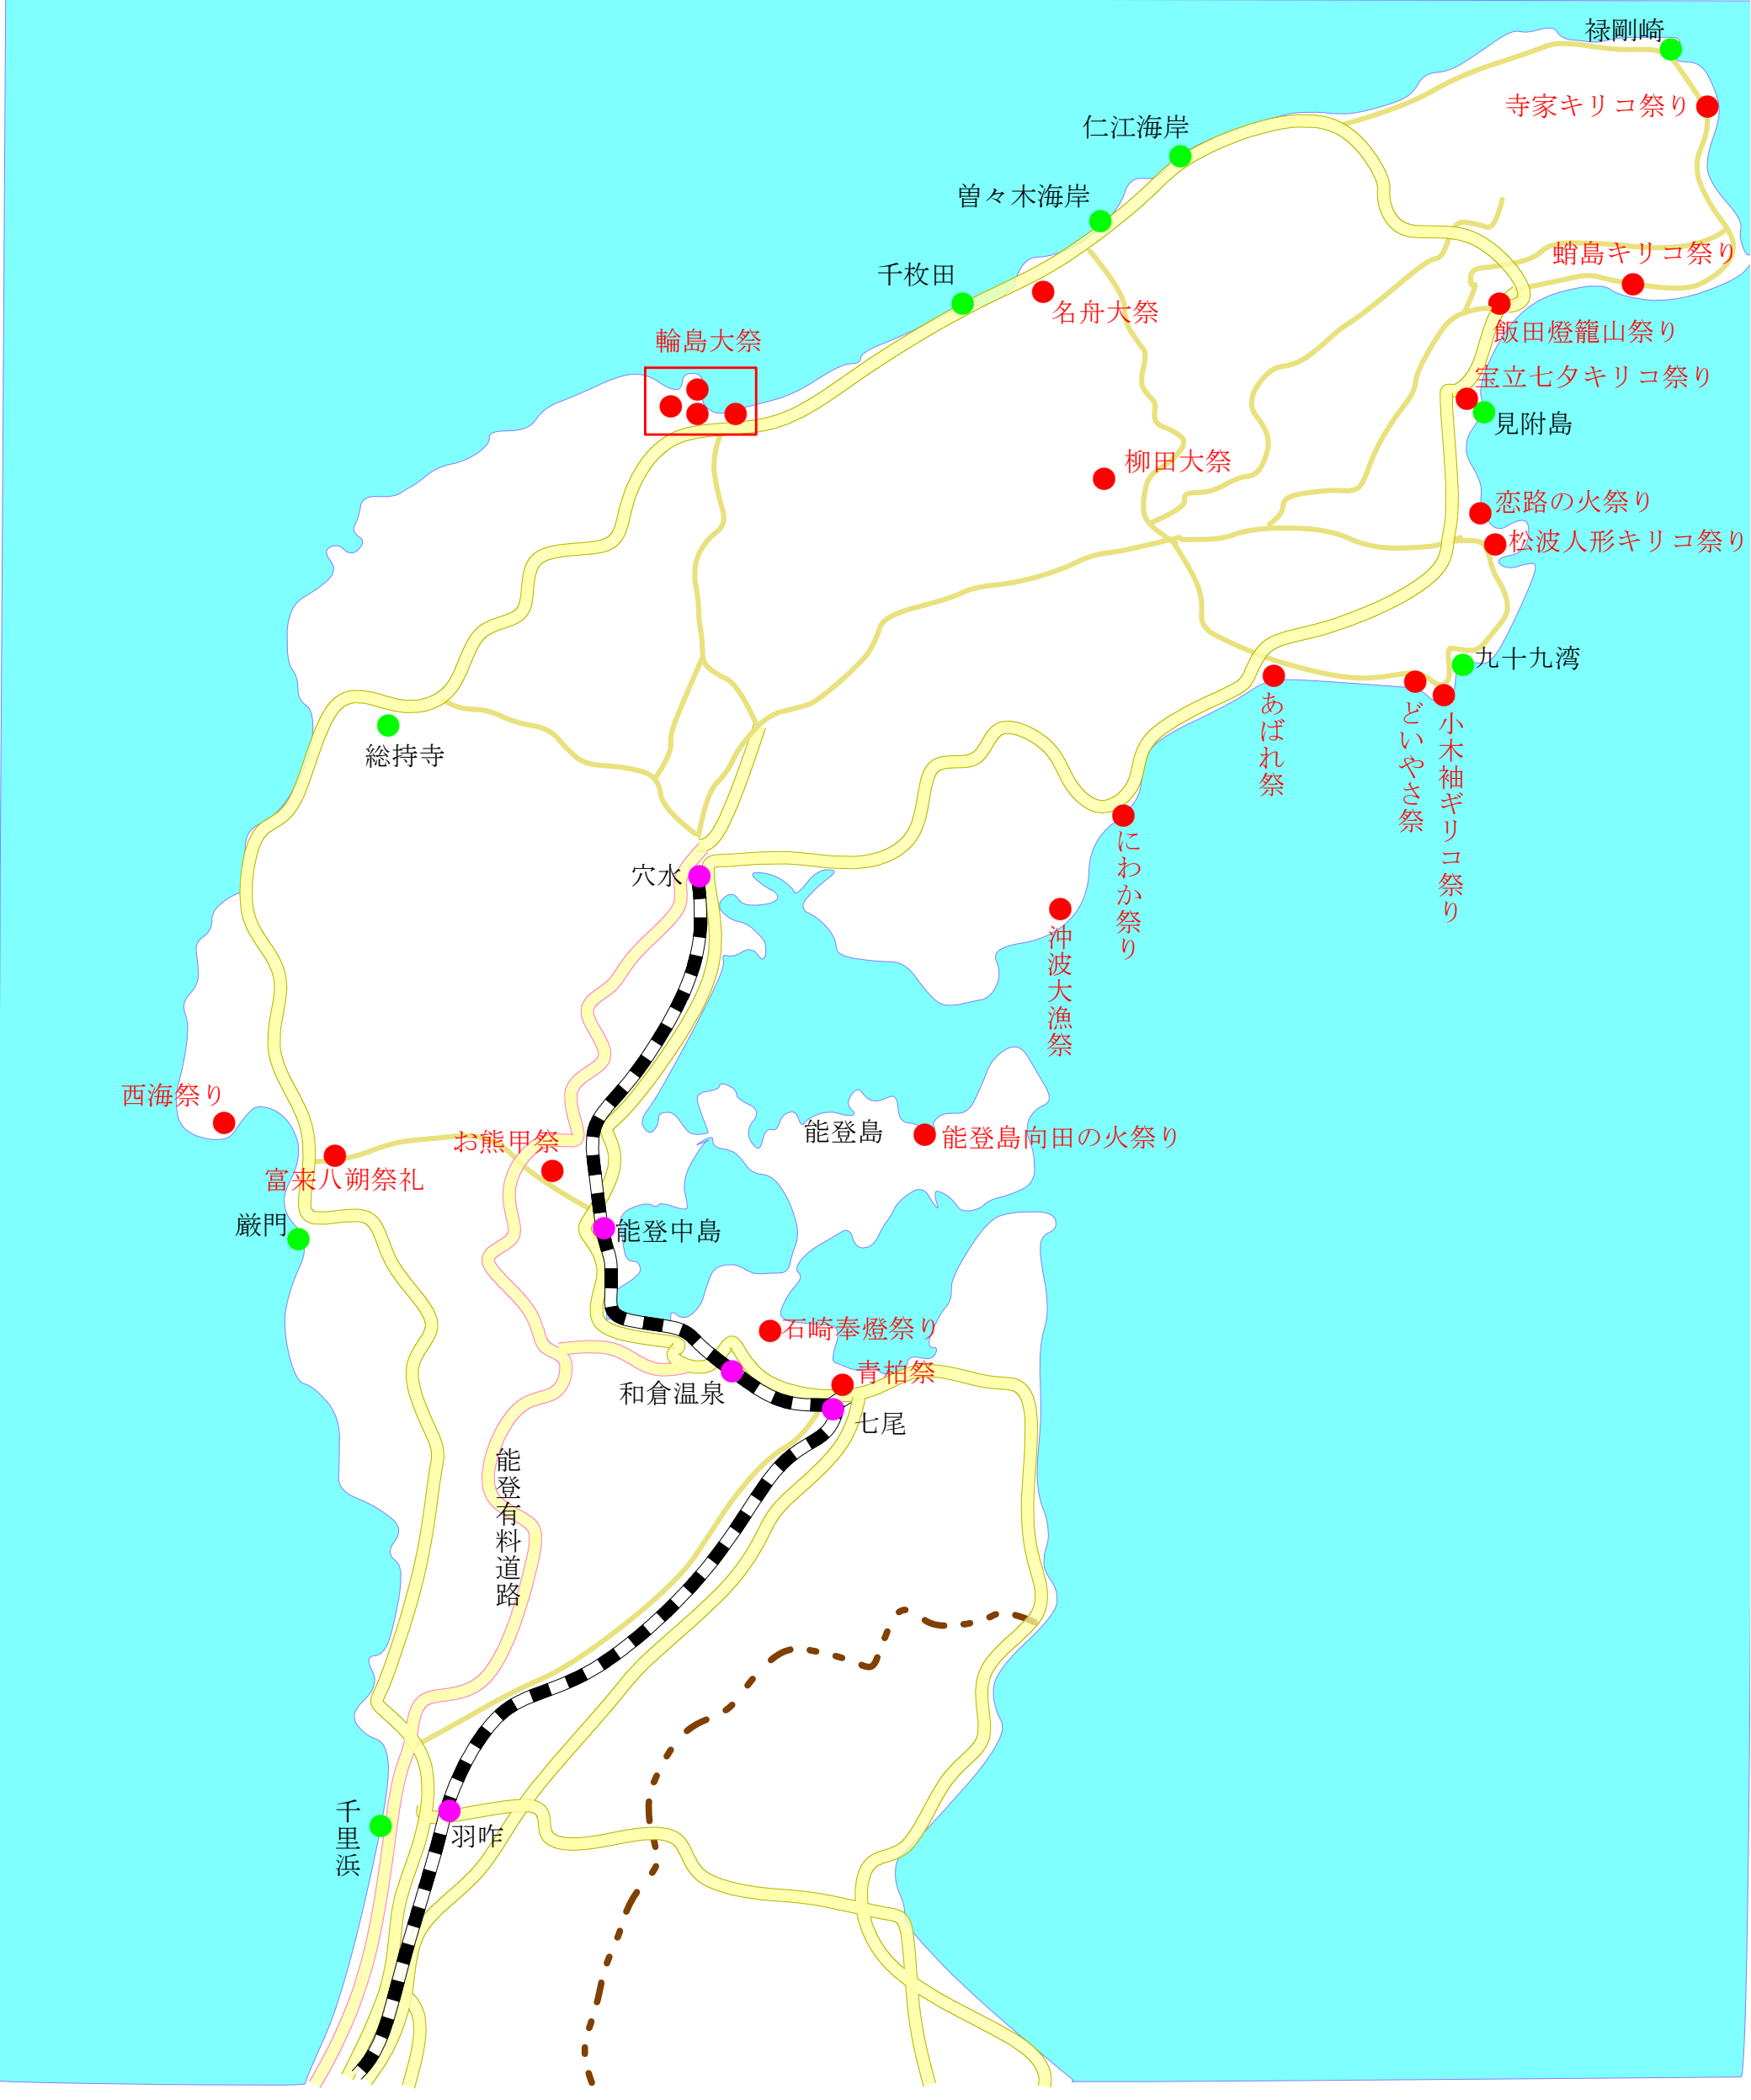 禄剛崎
寺家キリコ祭り
仁江海岸
曽々木海岸
蛸島キリコ祭り
千枚田
名舟大祭
飯田燈籠山祭り
輪島大祭
宝立七夕キリコ祭り
見附島
柳田大祭
恋路の火祭り
松波人形キリコ祭り
九十九湾
あばれ祭
どいやさ祭
小木袖ギリコ祭り
総持寺
にわか祭り
穴水
沖波大漁祭
西海祭り
能登島
能登島向田の火祭り
お熊甲祭
富来八朔祭礼
厳門
能登中島
石崎奉燈祭り
青柏祭
和倉温泉
七尾
能登有料道路
千里浜
羽咋